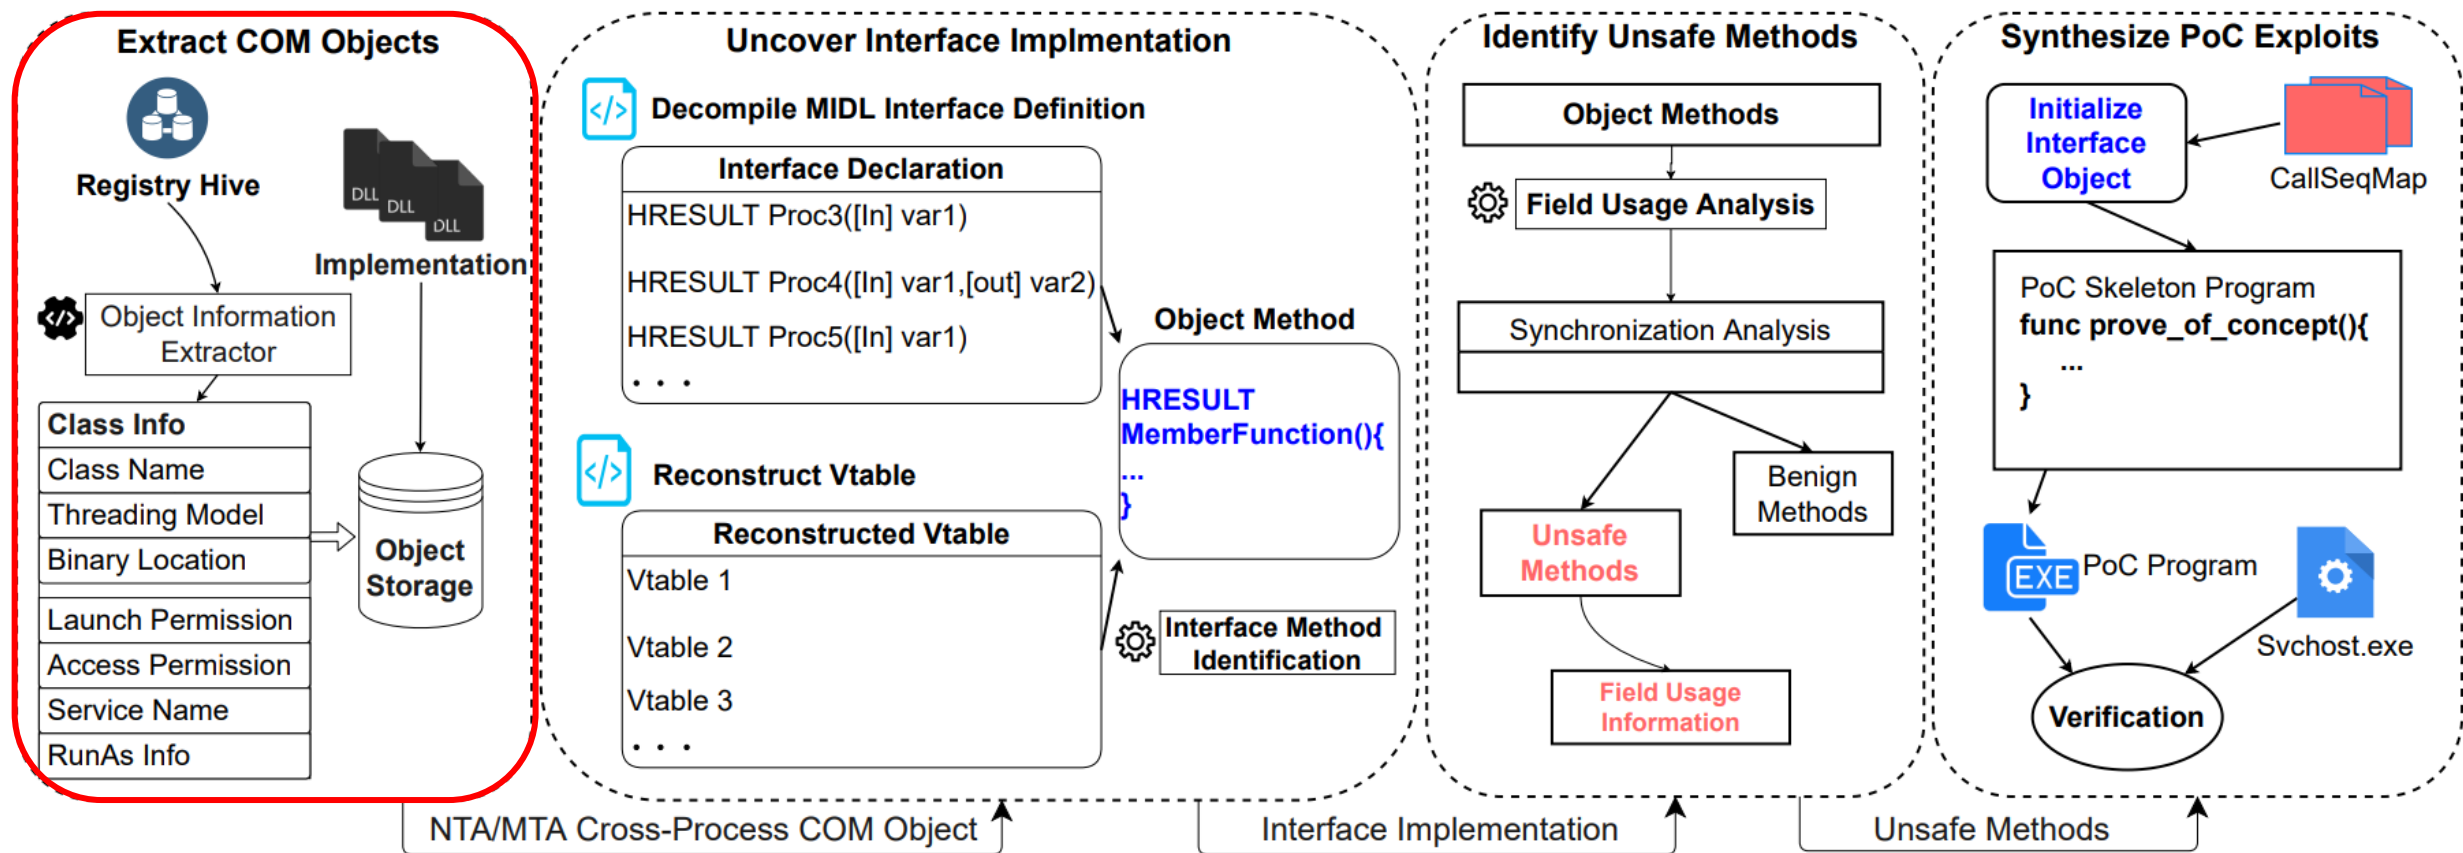 Extract COM Objects
Registry Hive
DLL
DLL
DLL
Implementation
Object Information
Extractor
Class Info
Class Name
Threading Model
Binary Location
Launch Permission
Access Permission
Service Name
RunAs Info
Object
Storage
Uncover Interface Implmentation
</>
Decompile MIDL Interface Definition
Interface Declaration
HRESULT Proc3([In] var1)
HRESULT Proc4([In] var1,[out] var2)
HRESULT Proc5([In] var1)
. . .
</>
Reconstruct Vtable
Reconstructed Vtable
Vtable 1
Vtable 2
Vtable 3
. . .
Object Method
HRESULT
MemberFunction(){
...
}
Interface Method
Identification
Identify Unsafe Methods
Object Methods
Field Usage Analysis
Synchronization Analysis
Unsafe
Methods
Benign
Methods
Field Usage
Information
Synthesize PoC Exploits
Initialize
Interface
Object
CallSeqMap
PoC Skeleton Program
func prove_of_concept(){
...
}
EXE
PoC Program
Svchost.exe
Verification
NTA/MTA Cross-Process COM Object
Interface Implementation
Unsafe Methods